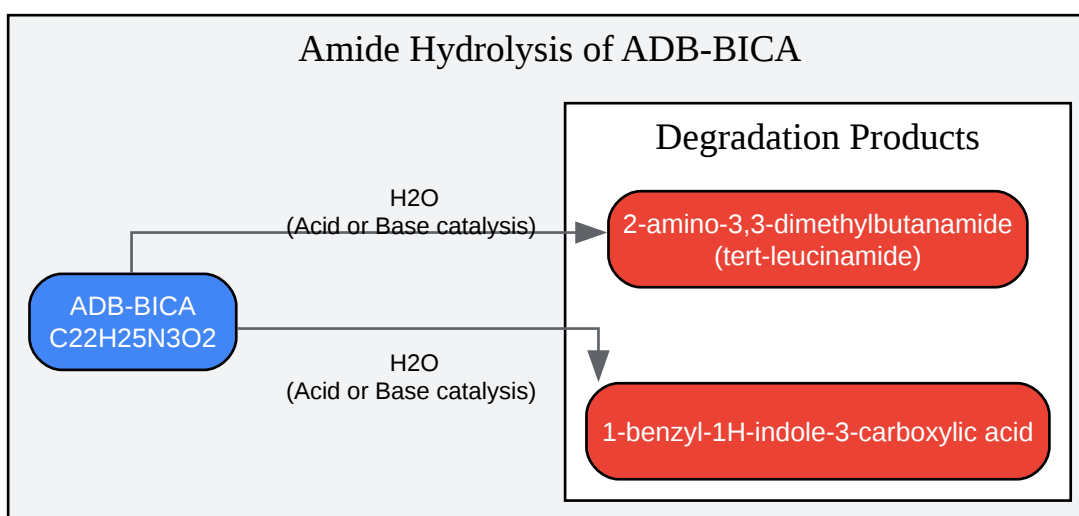 Amide Hydrolysis of ADB-BICA
Degradation Products
H2O
(Acid or Base catalysis)
2-amino-3,3-dimethylbutanamide
(tert-leucinamide)
ADB-BICA
C22H25N3O2
H2O
(Acid or Base catalysis)
1-benzyl-1H-indole-3-carboxylic acid